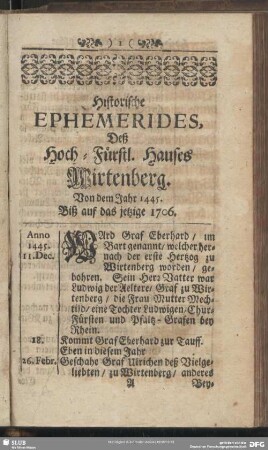 ) 1 (
Historische
EPHEMERIDES,
Deß
Hoch-Fürstl. Hauses
Wirtenberg.
Von dem Jahr 1445.
Biß auf das jetzige 1706.
Anno
1445.
11. Dec.
WArd Graf Eberhard / im
Bart genannt / welcher her-
nach der erste Hertzog zu
Wirtenberg worden / ge-
bohren. Sein Herr Vatter war
Ludwig der Aeltere / Graf zu Wir-
tenberg / die Frau Mutter Mech-
tild / eine Tochter Ludwigen / Chur-
Fürsten und Pfaltz-Grafen bey
Rhein.
18. Kommt Graf Eberhard zur Tauff.
Eben in diesem Jahr
26. Febr. Geschahe Graf Ulrichen deß Vielge-
liebten / zu Wirtenberg / anderes
A Bey-
SLUB